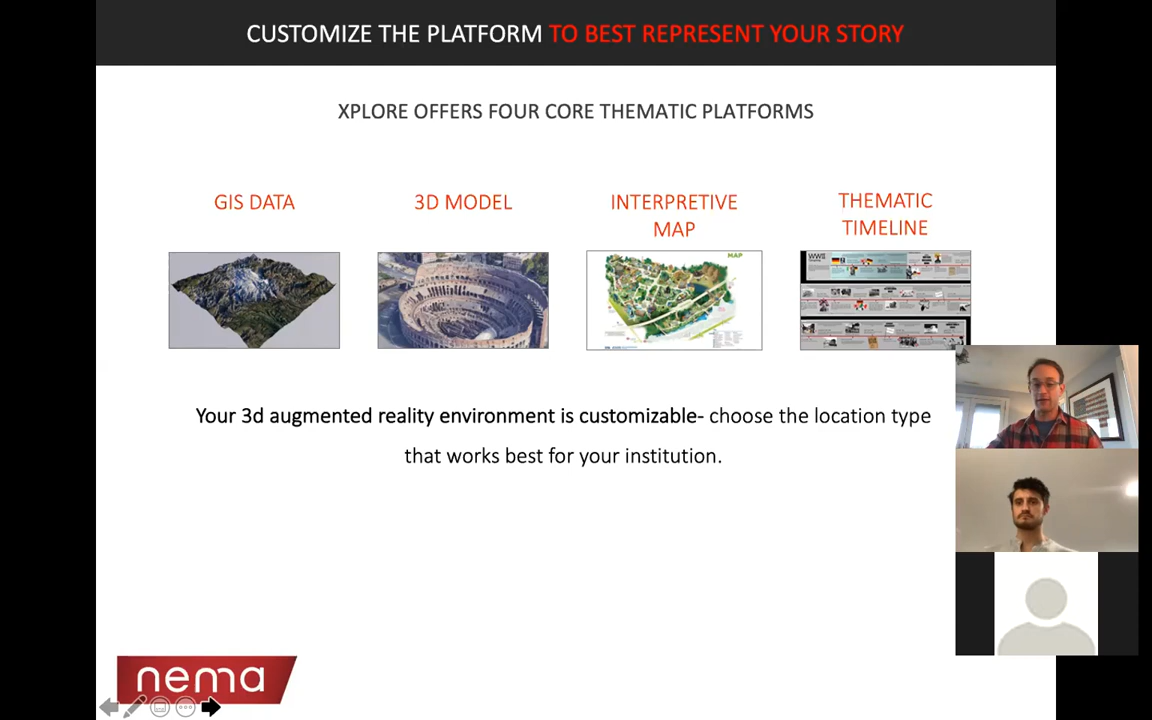 CUSTOMIZE THE PLATFORM TO BEST REPRESENT YOUR STORY
XPLORE OFFERS FOUR CORE THEMATIC PLATFORMS
GIS DATA
3D MODEL
INTERPRETIVE
MAP
THEMATIC
TIMELINE
MAP
WWII
Your 3d augmented reality environment is customizable- choose the location type
that works best for your institution.
nema